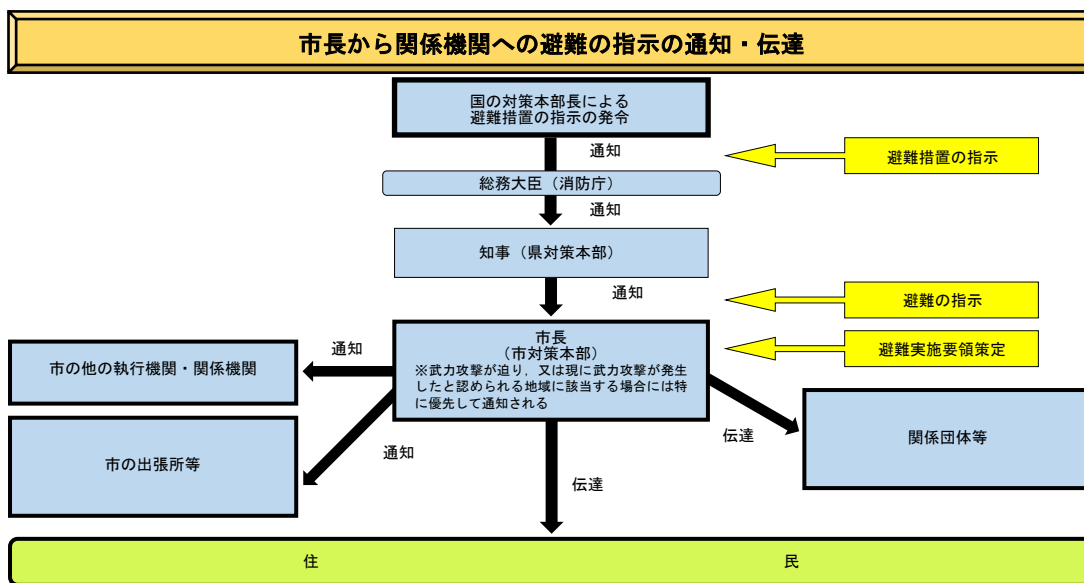 市長から関係機関への避難の指示の通知・伝達
国の対策本部長による
避難措置の指示の発令
通知
避難措置の指示
総務大臣（消防庁）
通知
知事（県対策本部）
通知
避難の指示
市長
（市対策本部）
※武力攻撃が迫り，又は現に武力攻撃が発生
したと認められる地域に該当する場合には特
に優先して通知される
避難実施要領策定
通知
市の他の執行機関・関係機関
通知
市の出張所等
伝達
関係団体等
伝達
住 民